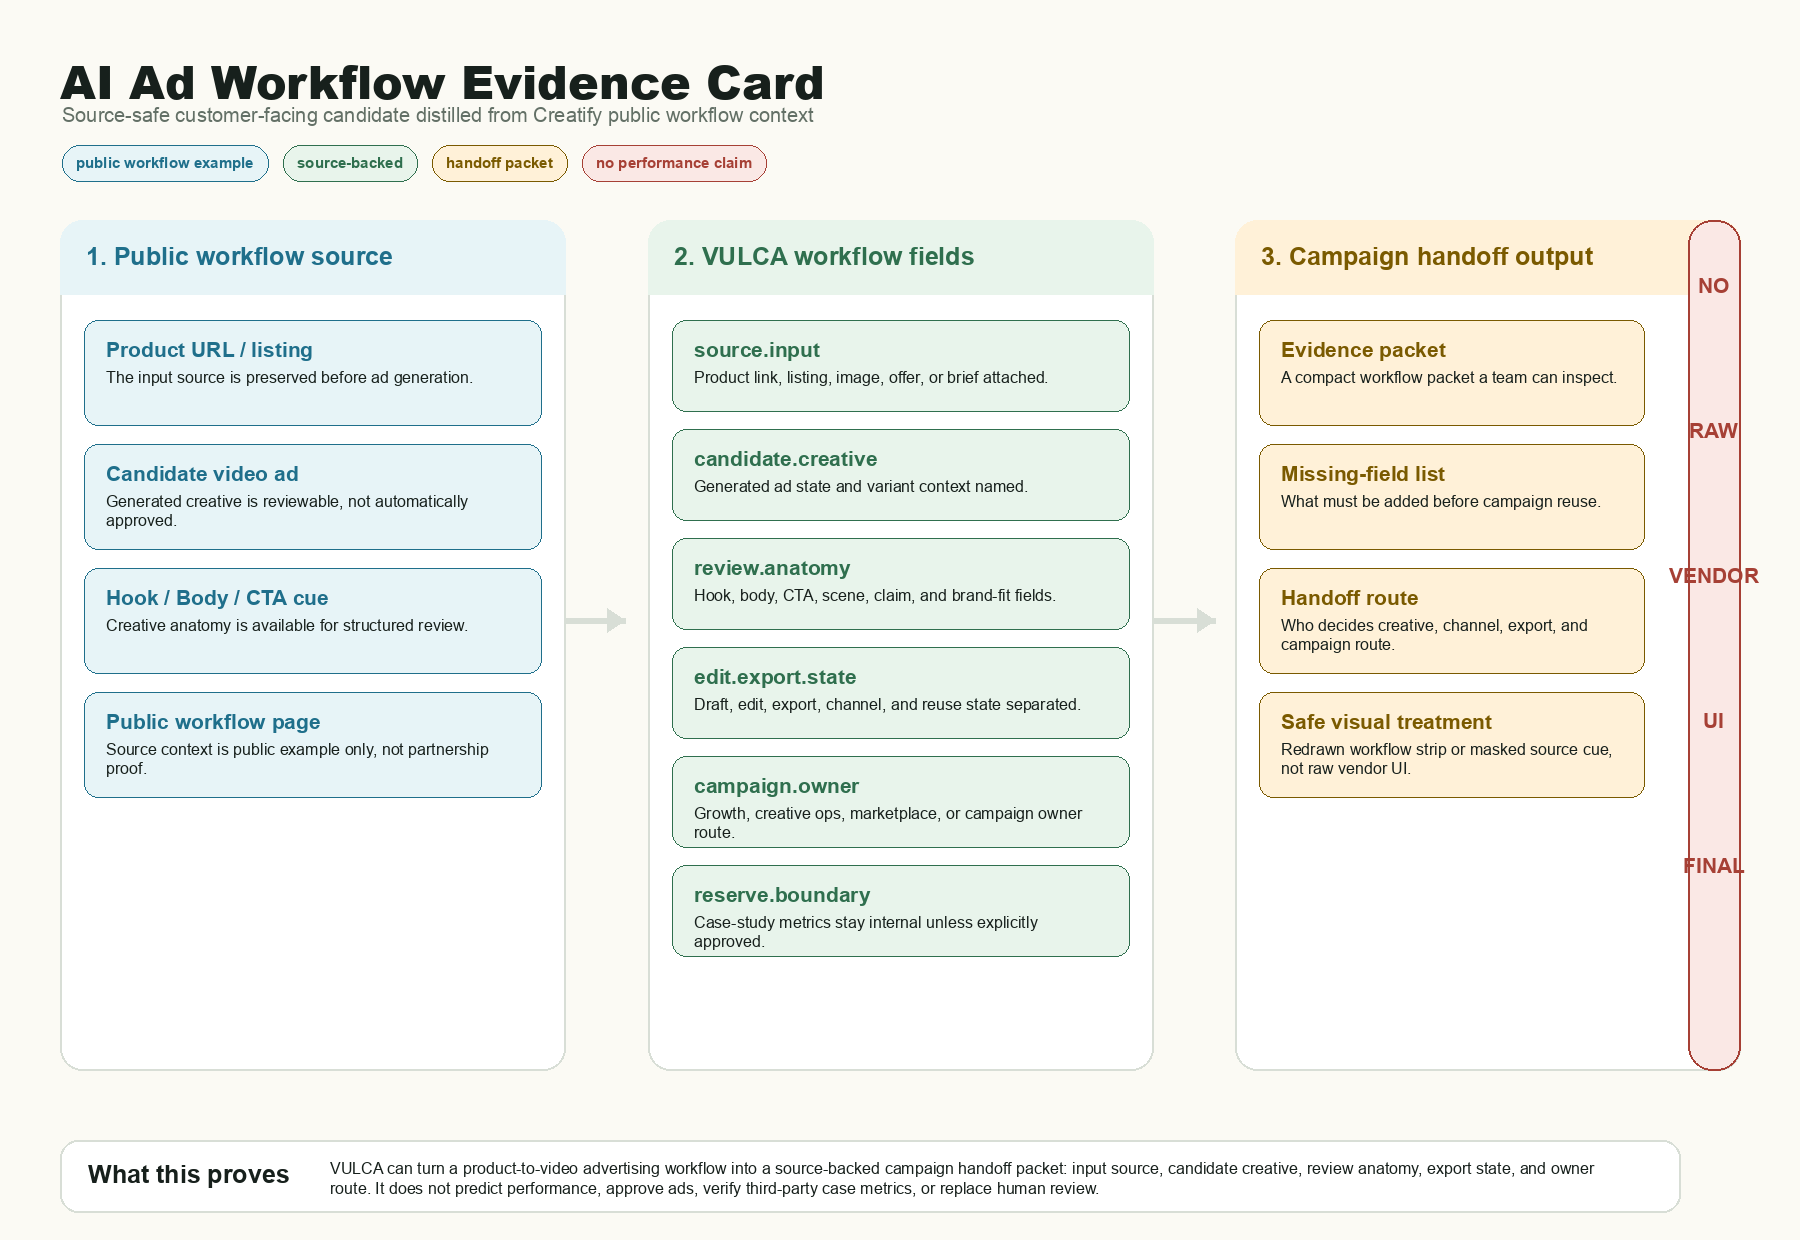 AI Ad Workflow Evidence Card
Source-safe customer-facing candidate distilled from Creatify public workflow context
public workflow example
source-backed
handoff packet
no performance claim
1. Public workflow source
Product URL / listing
The input source is preserved before ad generation.
Candidate video ad
Generated creative is reviewable, not automatically
approved.
Hook / Body / CTA cue
Creative anatomy is available for structured review.
Public workflow page
Source context is public example only, not partnership
proof.
2. VULCA workflow fields
source.input
Product link, listing, image, offer, or brief attached.
candidate.creative
Generated ad state and variant context named.
review.anatomy
Hook, body, CTA, scene, claim, and brand-fit fields.
edit.export.state
Draft, edit, export, channel, and reuse state separated.
campaign.owner
Growth, creative ops, marketplace, or campaign owner
route.
reserve.boundary
Case-study metrics stay internal unless explicitly
approved.
3. Campaign handoff output
Evidence packet
A compact workflow packet a team can inspect.
Missing-field list
What must be added before campaign reuse.
Handoff route
Who decides creative, channel, export, and
campaign route.
Safe visual treatment
Redrawn workflow strip or masked source cue,
not raw vendor UI.
NO
RAW
VENDOR
UI
FINAL
What this proves
VULCA can turn a product-to-video advertising workflow into a source-backed campaign handoff packet: input source, candidate creative, review anatomy, export state, and owner
route. It does not predict performance, approve ads, verify third-party case metrics, or replace human review.